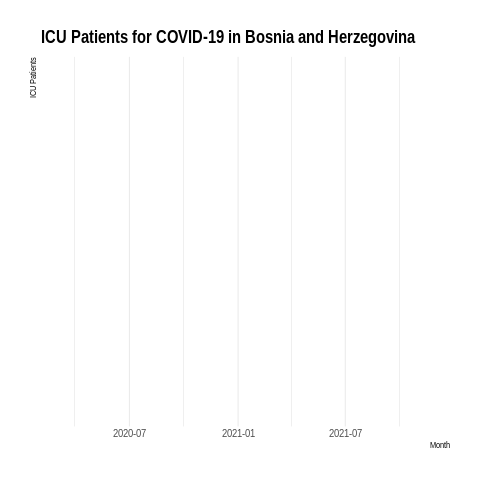 ICU Patients for COVID-19 in Bosnia and Herzegovina
ICU Patients
2020-07
2021-01
2021-07
Month